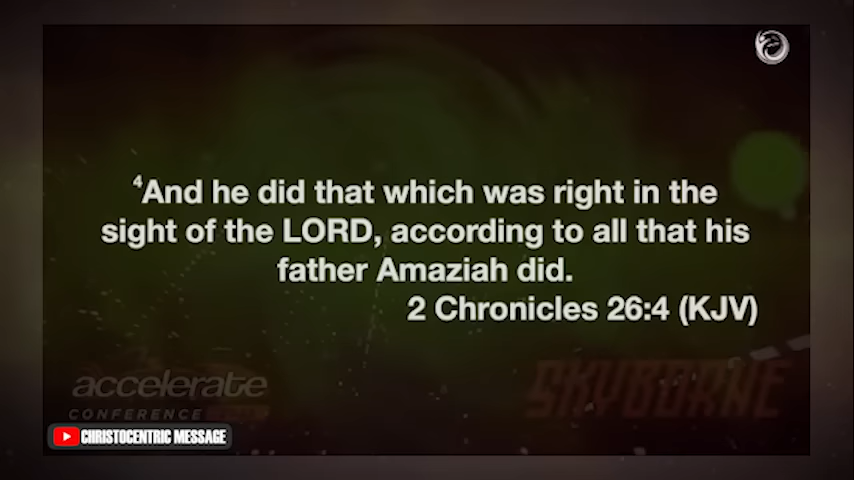 ⁴And he did that which was right in the
sight of the LORD, according to all that his
father Amaziah did.
2 Chronicles 26:4 (KJV)
accelerate
CONFERENCE
SKYBORNE
CHRISTOCENTRIC MESSAGE